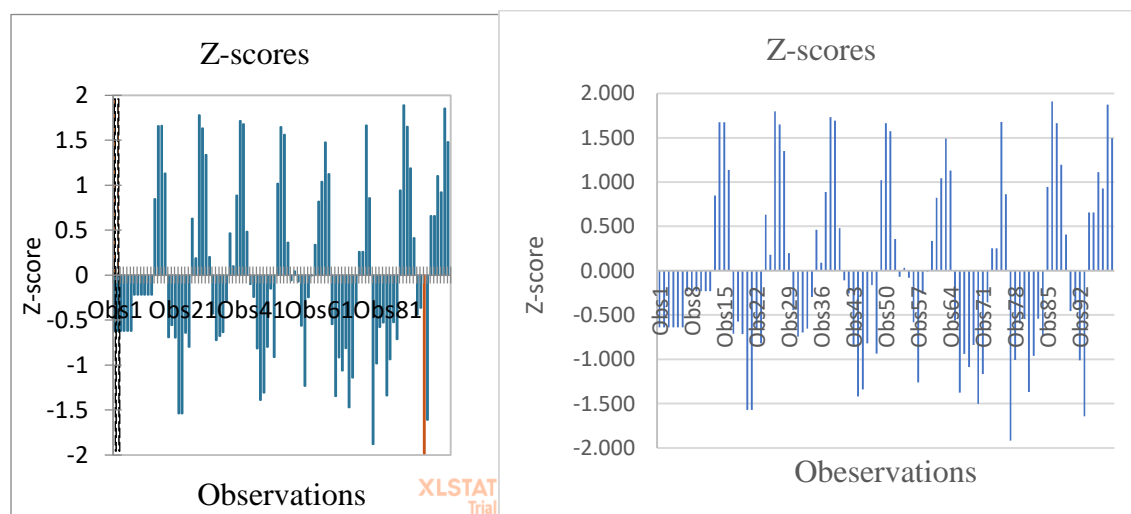 Z-scores
2
1.5
1
0.5
0
-0.5
-1
-1.5
-2
Z-score
Obs1
Obs21
Obs41
Obs61
Obs81
Observations
XLSTAT
Trial
Z-scores
2.000
1.500
1.000
0.500
0.000
-0.500
-1.000
-1.500
-2.000
Z-score
Obs1
Obs8
Obs15
Obs22
Obs29
Obs36
Obs43
Obs50
Obs57
Obs64
Obs71
Obs78
Obs85
Obs92
Obeservations